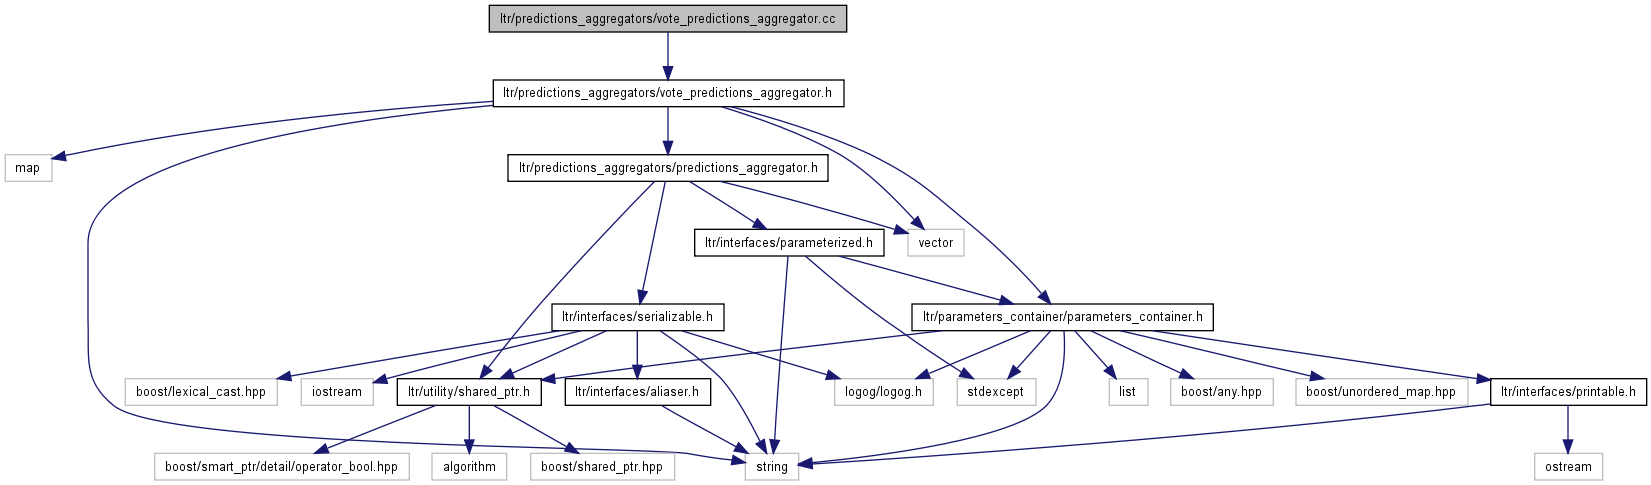 ltr/predictions_aggregators/vote_predictions_aggregator.cc
ltr/predictions_aggregators/vote_predictions_aggregator.h
map
ltr/predictions_aggregators/predictions_aggregator.h
ltr/interfaces/parameterized.h
vector
ltr/interfaces/serializable.h
ltr/parameters_container/parameters_container.h
boost/lexical_cast.hpp
iostream
ltr/utility/shared_ptr.h
ltr/interfaces/aliaser.h
logog/logog.h
stdexcept
list
boost/any.hpp
boost/unordered_map.hpp
ltr/interfaces/printable.h
boost/smart_ptr/detail/operator_bool.hpp
algorithm
boost/shared_ptr.hpp
string
ostream